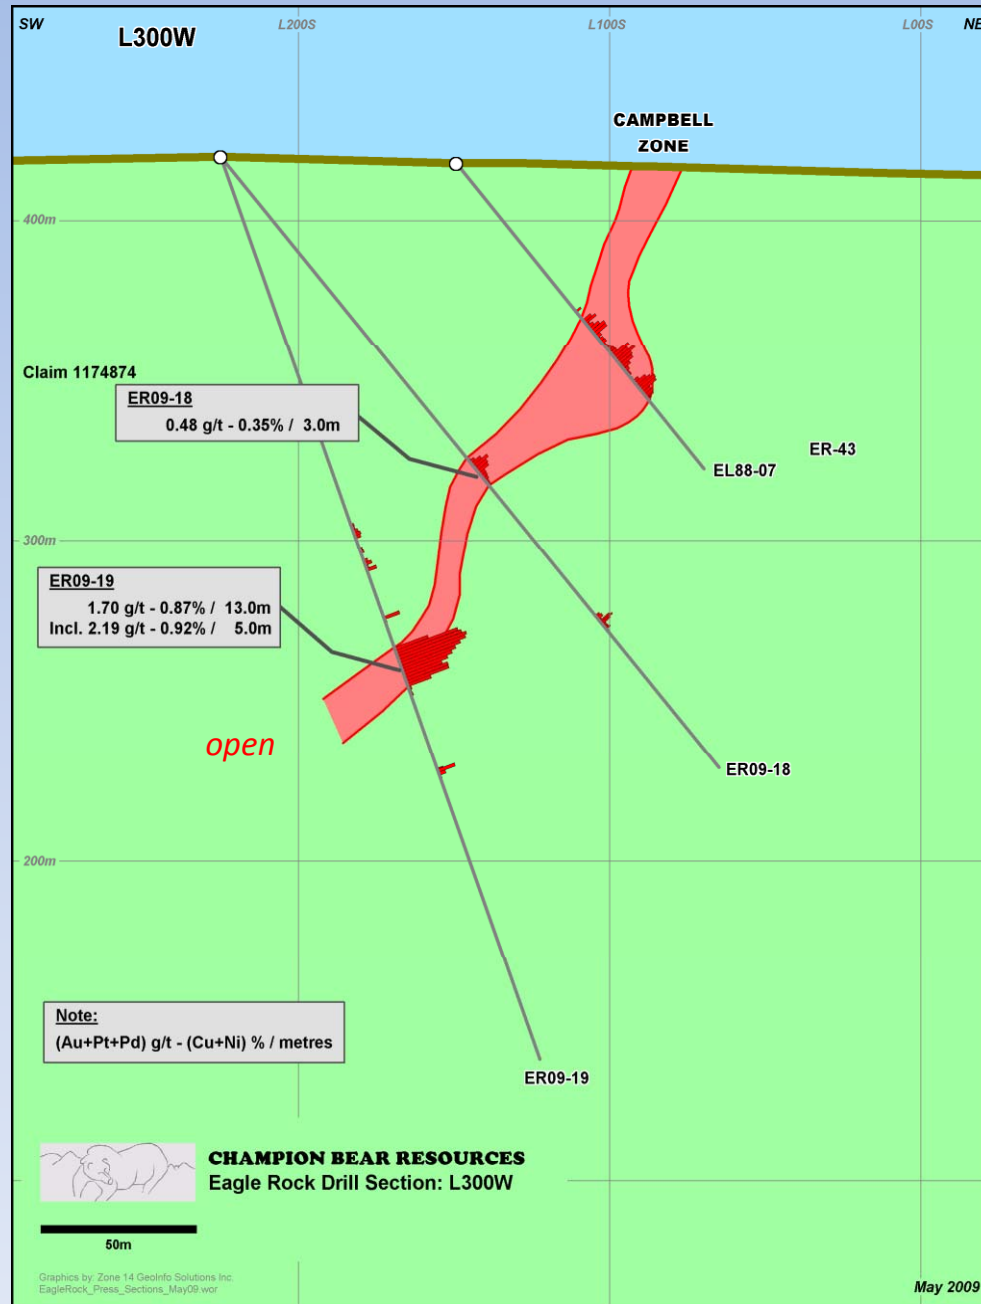 SW
L300W
L200S
L100S
L00S
NE
CAMPBELL
ZONE
400m
Claim 1174874
ER09-18
0.48 g/t - 0.35% / 3.0m
ER-43
EL88-07
300m
ER09-19
1.70 g/t - 0.87% / 13.0m
Incl. 2.19 g/t - 0.92% / 5.0m
open
ER09-18
200m
Note:
(Au+Pt+Pd) g/t - (Cu+Ni) % / metres
ER09-19
CHAMPION BEAR RESOURCES
Eagle Rock Drill Section: L300W
50m
Graphics by: Zone 14 GeoInfo Solutions Inc.
EagleRock_Press_Sections_May09.wor
May 2009